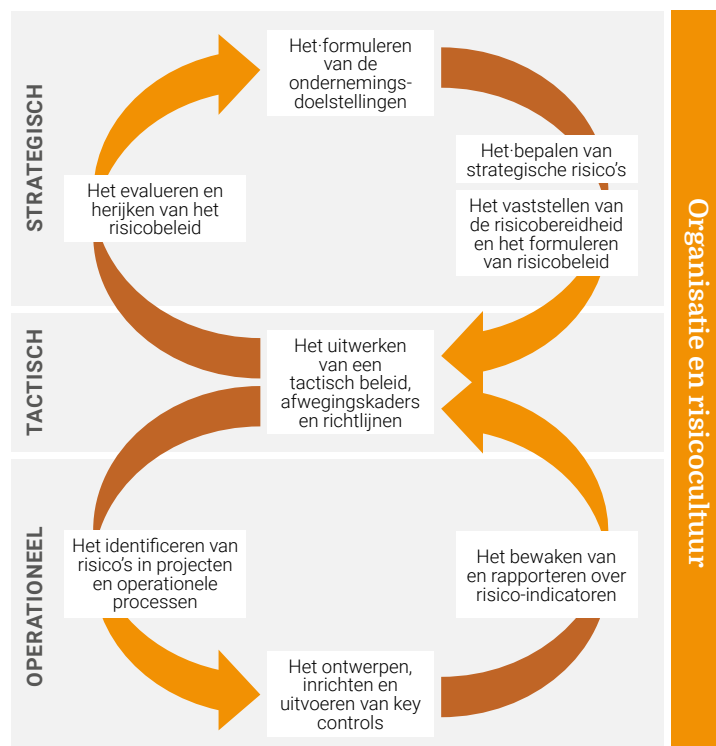 STRATEGISCH
Het·formuleren
van de
ondernemings-
doelstellingen
Het·bepalen van
strategische risico’s
Het vaststellen van
de risicobereidheid
en het formuleren
van risicobeleid
Het evalueren en
herijken van het
risicobeleid
TACTISCH
Het uitwerken
van een
tactisch beleid,
afwegingskaders
en richtlijnen
OPERATIONEEL
Het identificeren van
risico’s in projecten
en operationele
processen
Het ontwerpen,
inrichten en
uitvoeren van key
controls
Het bewaken van
en rapporteren over
risico-indicatoren
Organisatie en risicocultuur